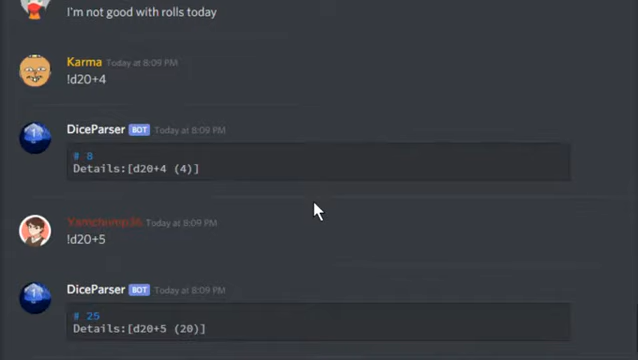 I'm not good with rolls today
Karma Today at 8:09 PM
!d20+4
DiceParser BOT Today at 8:09 PM
# 8
Details:[d20+4 (4)]
Today at 8:09 PM
!d20+5
DiceParser BOT Today at 8:09 PM
# 25
Details:[d20+5 (20)]